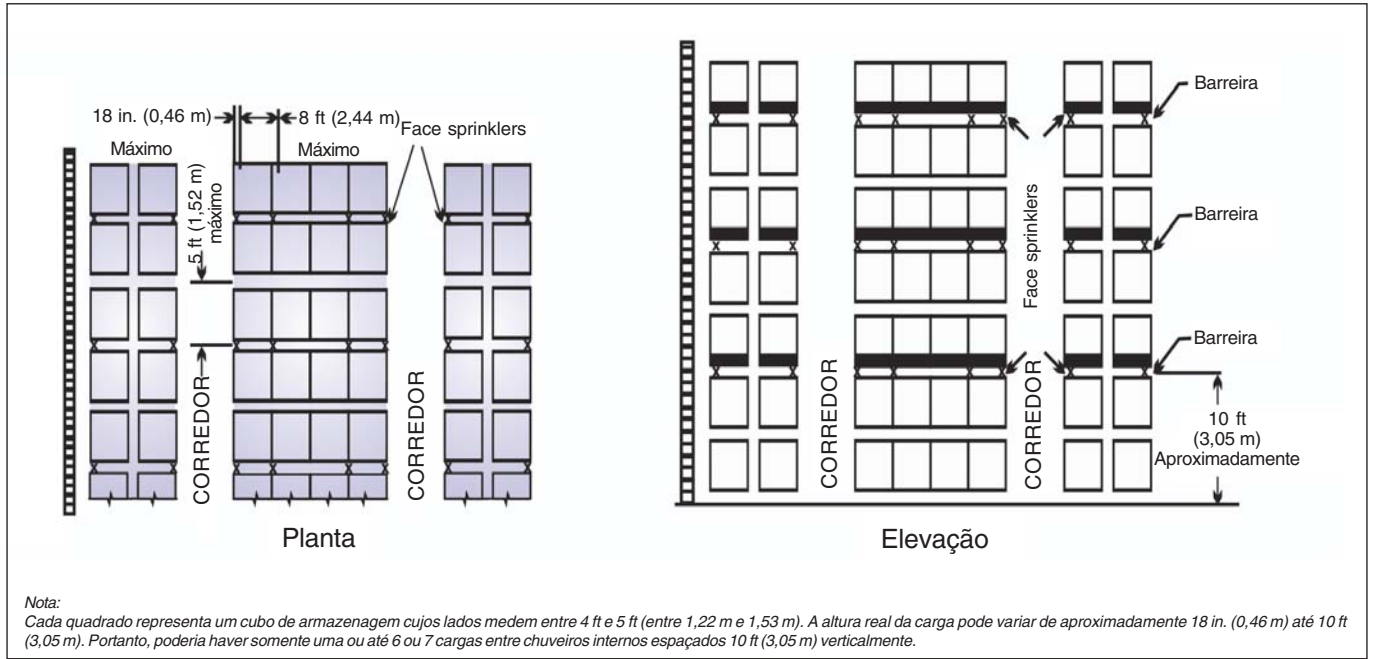 18 in. (0,46 m)
8 ft (2,44 m)
Face sprinklers
Máximo
Máximo
5 ft (1,52 m)
máximo
CORREDOR
CORREDOR
Planta
Barreira
Barreira
Face sprinklers
Barreira
CORREDOR
CORREDOR
10 ft
(3,05 m)
Aproximadamente
Elevação
Nota:
Cada quadrado representa um cubo de armazenagem cujos lados medem entre 4 ft e 5 ft (entre 1,22 m e 1,53 m). A altura real da carga pode variar de aproximadamente 18 in. (0,46 m) até 10 ft
(3,05 m). Portanto, poderia haver somente uma ou até 6 ou 7 cargas entre chuveiros internos espaçados 10 ft (3,05 m) verticalmente.